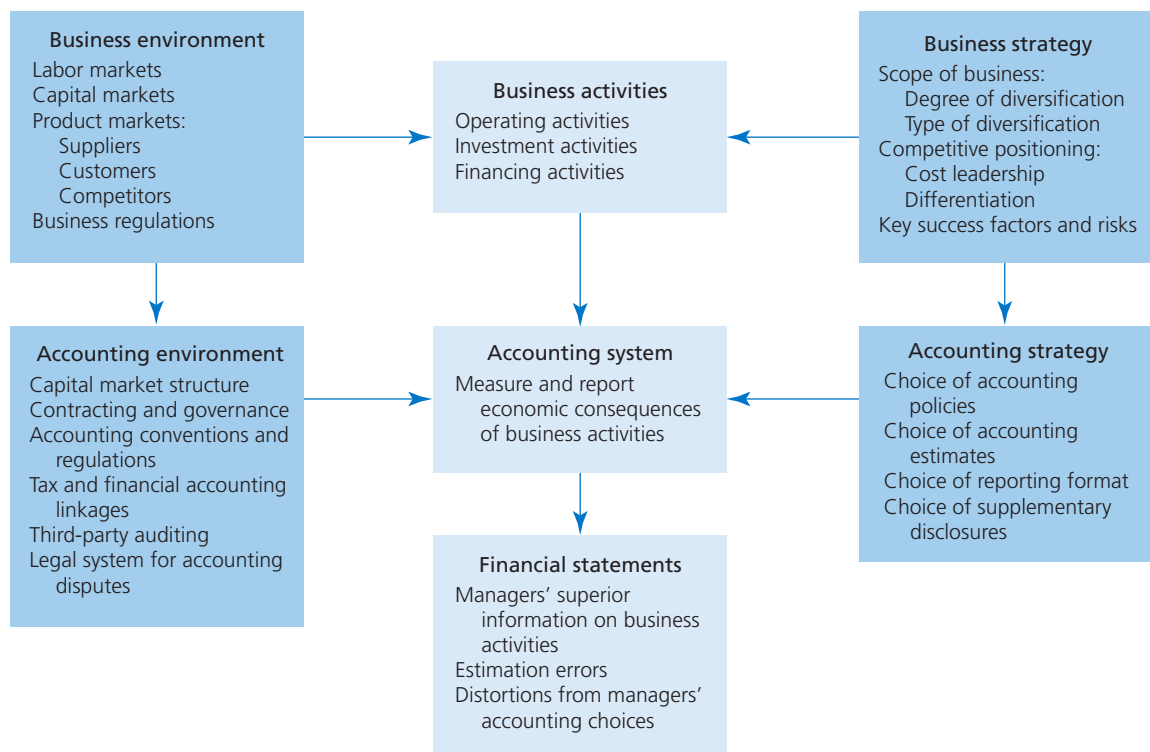 Business environment
Labor markets
Capital markets
Product markets:
Suppliers
Customers
Competitors
Business regulations
Business activities
Operating activities
Investment activities
Financing activities
Business strategy
Scope of business:
Degree of diversification
Type of diversification
Competitive positioning:
Cost leadership
Differentiation
Key success factors and risks
Accounting environment
Capital market structure
Contracting and governance
Accounting conventions and
regulations
Tax and financial accounting
linkages
Third-party auditing
Legal system for accounting
disputes
Accounting system
Measure and report
economic consequences
of business activities
Accounting strategy
Choice of accounting
policies
Choice of accounting
estimates
Choice of reporting format
Choice of supplementary
disclosures
Financial statements
Managers’ superior
information on business
activities
Estimation errors
Distortions from managers’
accounting choices